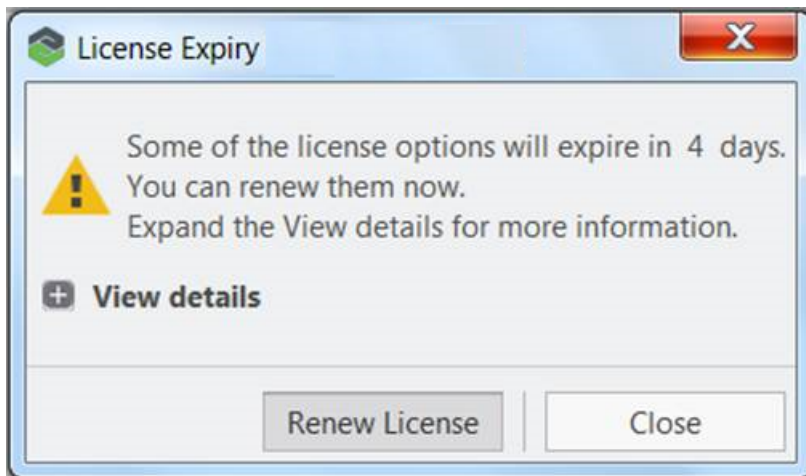 License Expiry
Some of the license options will expire in 4 days.
You can renew them now.
Expand the View details for more information.
View details
Renew License
Close